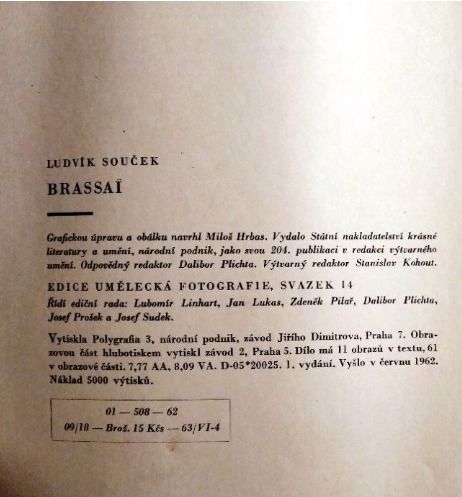 LUDVÍK SOUČEK
BRASSAÏ
Grafickou úpravu a obálku navrhl Miloš Hrbas. Vydalo Státní nakladatelství krásné
literatury a umění, národní podnik, jako svou 204. publikaci v redakci výtvarného
umění. Odpovědný redaktor Dalibor Plichta. Výtvarný redaktor Stanislav Kohout.
EDICE UMĚLECKÁ FOTOGRAFIE, SVAZEK 14
Řídí ediční rada: Lubomír Linhart, Jan Lukas, Zdeněk Pilař, Dalibor Plichta,
Josef Prošek a Josef Sudek.
Vytiskla Polygrafia 3, národní podnik, závod Jiřího Dimitrova, Praha 7. Obra-
zovou část hlubotiskem vytiskl závod 2, Praha 5. Dílo má 11 obrazů v textu, 61
v obrazové části. 7,77 AA, 8,09 VA. D-05*20025. 1. vydání. Vyšlo v červnu 1962.
Náklad 5000 výtisků.
01 — 508 — 62
09/18 — Brož. 15 Kčs — 63/VI-4